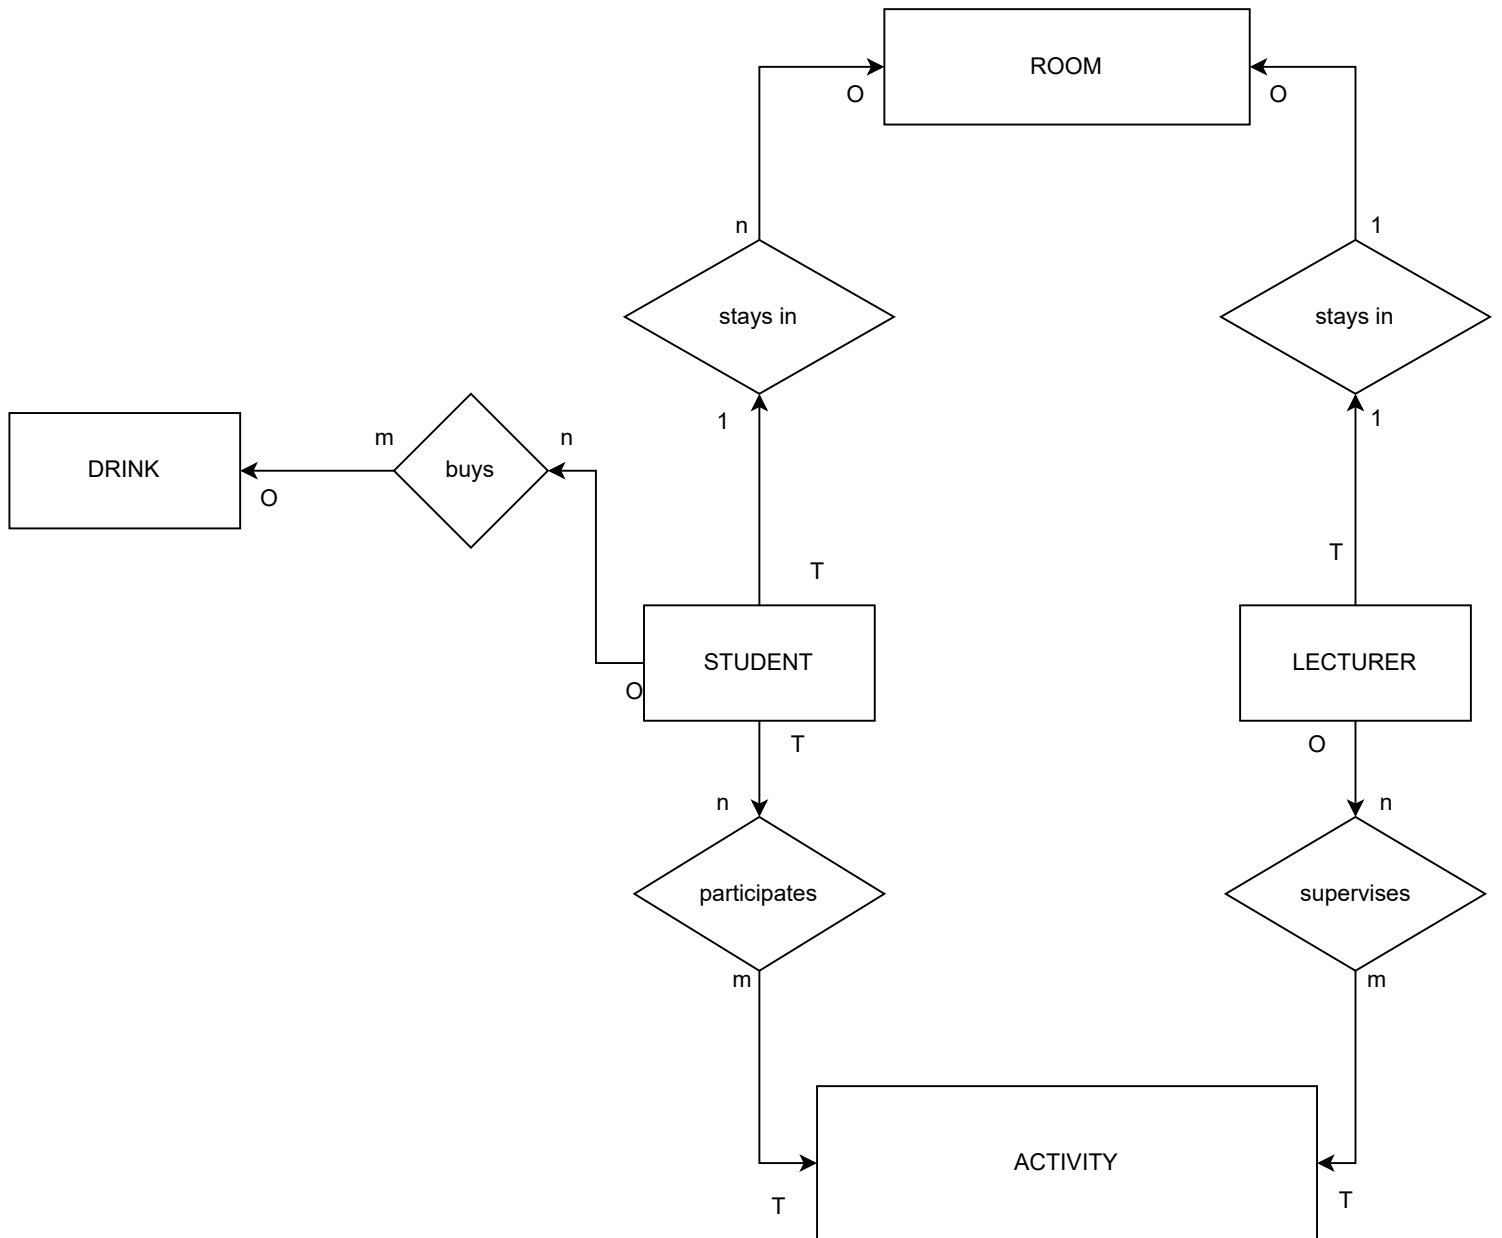 ROOM
O
O
n
1
stays in
stays in
1
1
m
n
DRINK
buys
O
T
T
STUDENT
LECTURER
O
T
O
n
n
participates
supervises
m
m
ACTIVITY
T
T